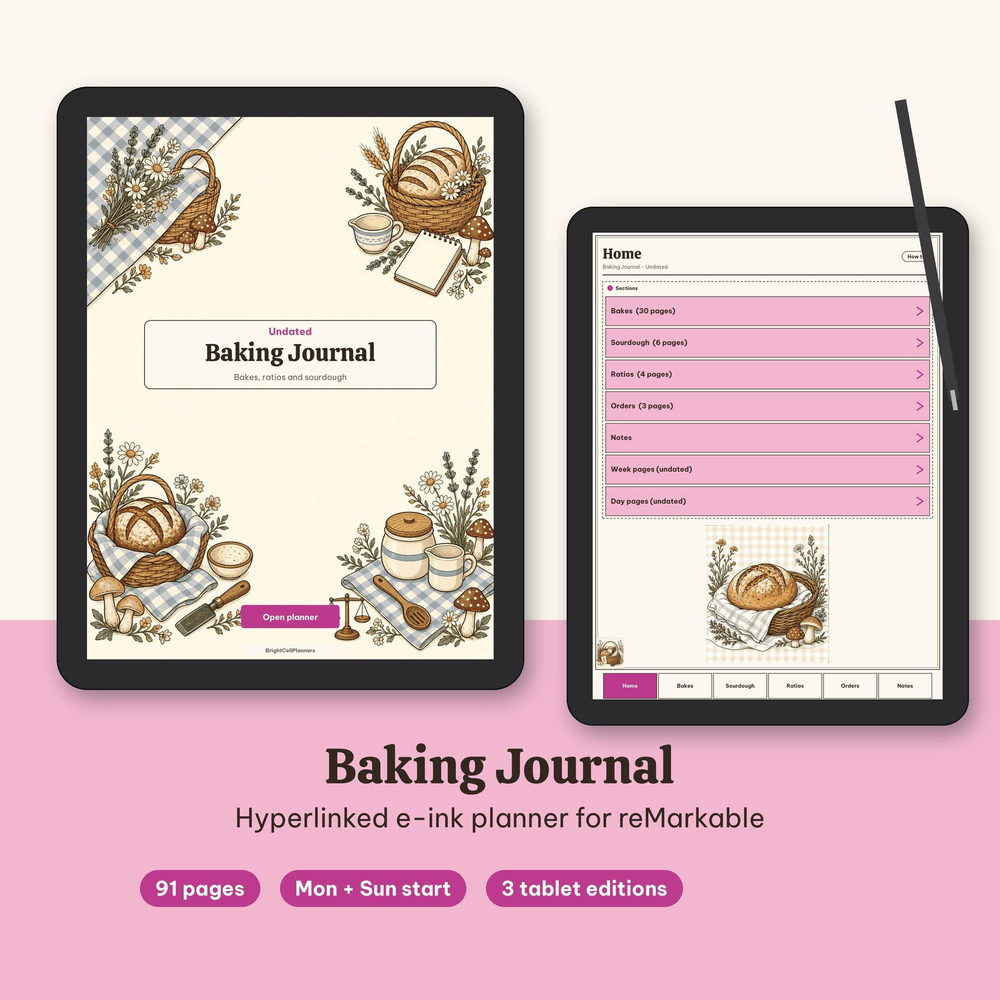 Undated
Baking Journal
Bakes, ratios and sourdough
Open planner
BrightCellPlanners
Home
Baking Journal - Undated
How t
Sections
Bakes (30 pages)
Sourdough (6 pages)
Ratios (4 pages)
Orders (3 pages)
Notes
Week pages (undated)
Day pages (undated)
Home
Bakes
Sourdough
Ratios
Orders
Notes
Baking Journal
Hyperlinked e-ink planner for reMarkable
91 pages
Mon + Sun start
3 tablet editions